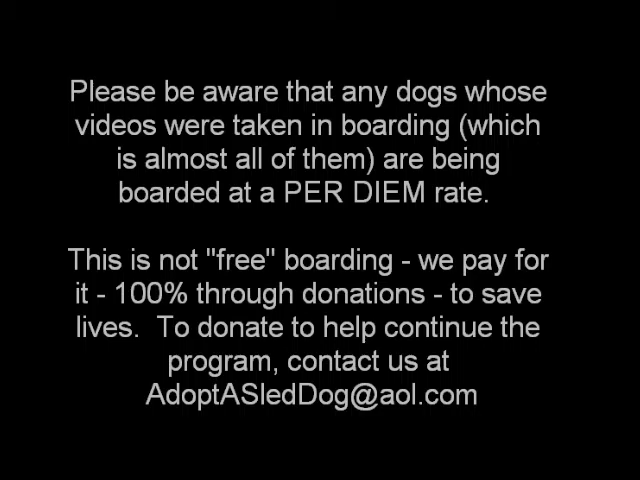 Please be aware that any dogs whose
videos were taken in boarding (which
is almost all of them) are being
boarded at a PER DIEM rate.
This is not "free" boarding - we pay for
it - 100% through donations - to save
lives.  To donate to help continue the
program, contact us at
AdoptASledDog@aol.com